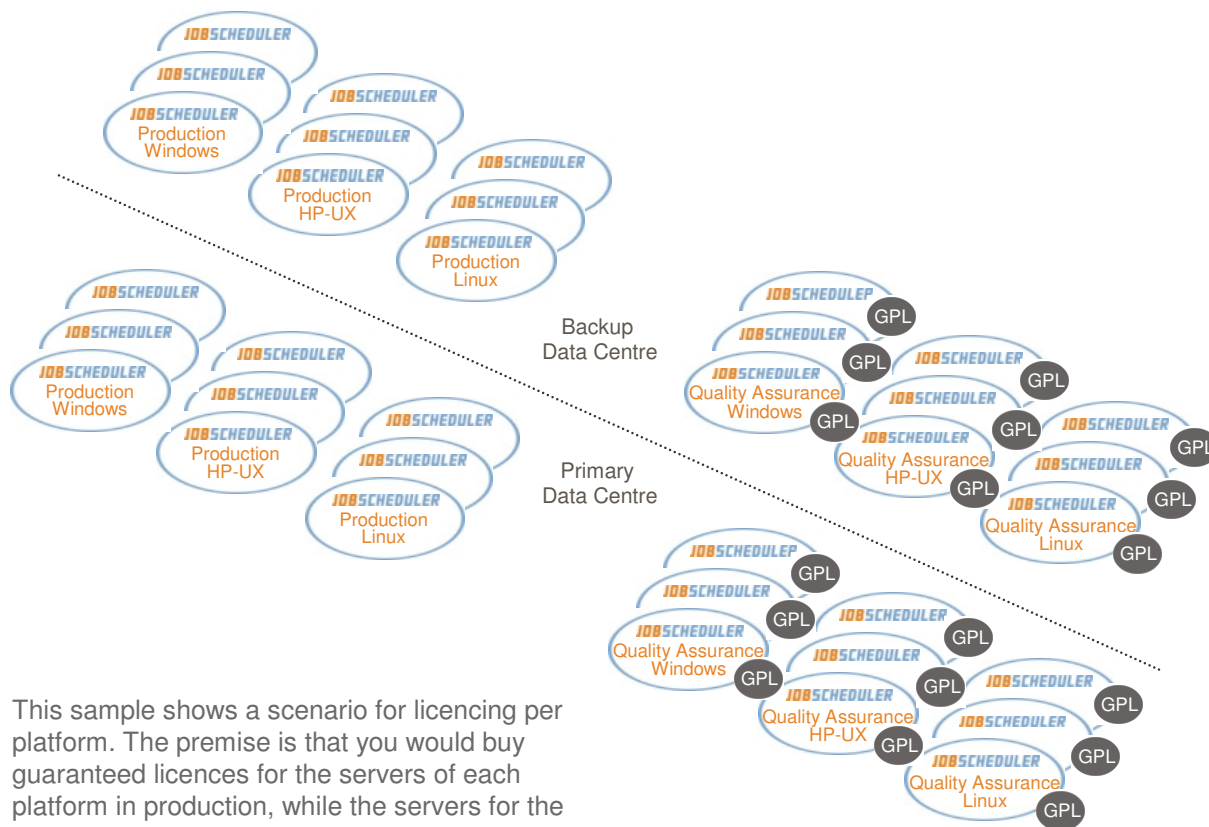 JOBSCHEDULER
JOBSCHEDULER
JOBSCHEDULER
Production
Windows
JOBSCHEDULER
JOBSCHEDULER
JOBSCHEDULER
Production
HP-UX
JOBSCHEDULER
JOBSCHEDULER
JOBSCHEDULER
Production
Linux
JOBSCHEDULER
JOBSCHEDULER
JOBSCHEDULER
Production
Windows
JOBSCHEDULER
JOBSCHEDULER
JOBSCHEDULER
Production
HP-UX
JOBSCHEDULER
JOBSCHEDULER
JOBSCHEDULER
Production
Linux
Backup
Data Centre
Primary
Data Centre
JOBSCHEDULER
GPL
JOBSCHEDULER
GPL
JOBSCHEDULER
Quality Assurance
Windows
GPL
JOBSCHEDULER
GPL
JOBSCHEDULER
GPL
JOBSCHEDULER
Quality Assurance
HP-UX
GPL
JOBSCHEDULER
GPL
JOBSCHEDULER
GPL
JOBSCHEDULER
Quality Assurance
Linux
GPL
JOBSCHEDULER
GPL
JOBSCHEDULER
GPL
JOBSCHEDULER
Quality Assurance
Windows
GPL
JOBSCHEDULER
GPL
JOBSCHEDULER
GPL
JOBSCHEDULER
Quality Assurance
HP-UX
GPL
JOBSCHEDULER
GPL
JOBSCHEDULER
GPL
JOBSCHEDULER
Quality Assurance
Linux
GPL
This sample shows a scenario for licencing per
platform. The premise is that you would buy
guaranteed licences for the servers of each
platform in production, while the servers for the